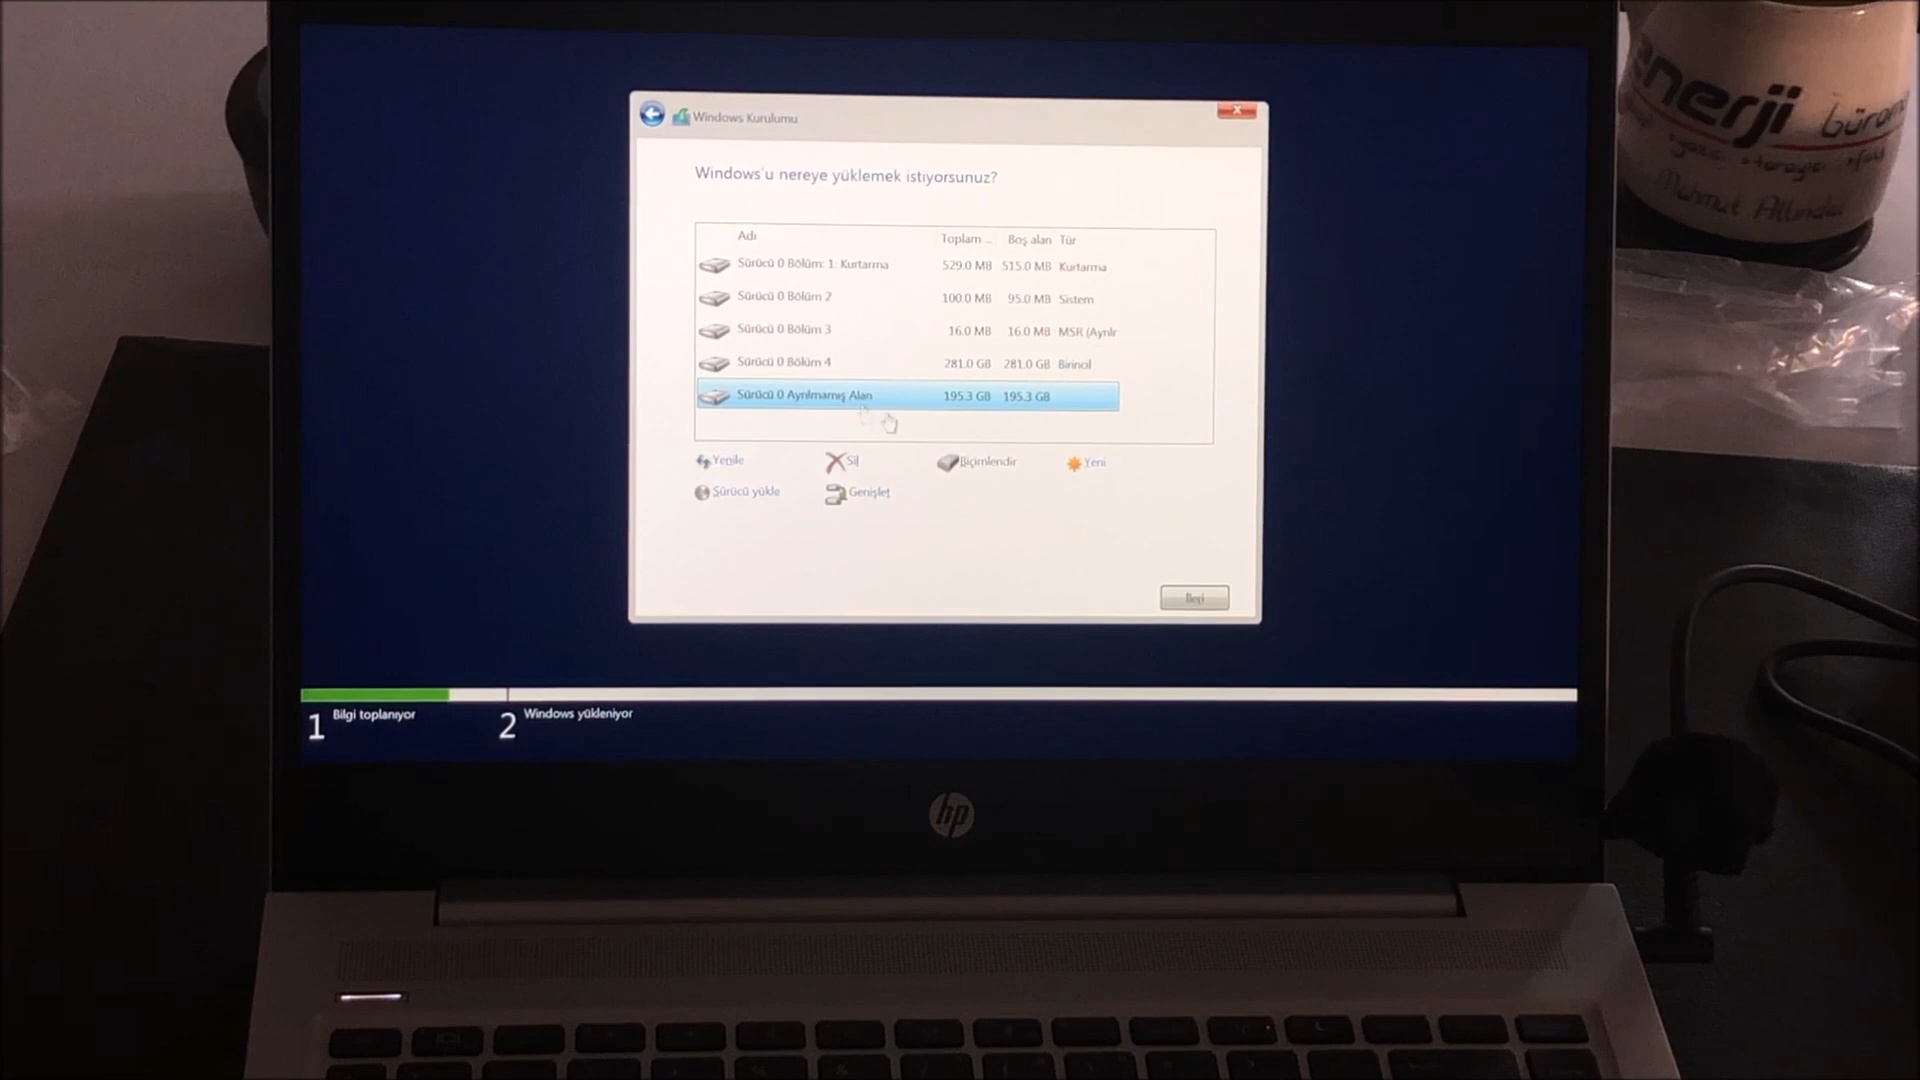 Windows Kurulumu
Windows'u nereye yüklemek istiyorsunuz?
Adı Toplam ... Boş alan Tür
Sürücü 0 Bölüm: 1: Kurtarma 529.0 MB 515.0 MB Kurtarma
Sürücü 0 Bölüm 2 100.0 MB 95.0 MB Sistem
Sürücü 0 Bölüm 3 16.0 MB 16.0 MB MSR (Ayrılr
Sürücü 0 Bölüm 4 281.0 GB 281.0 GB Birincil
Sürücü 0 Ayrılmamış Alan 195.3 GB 195.3 GB
Yenile Sil Biçimlendir Yeni
Sürücü yükle Genişlet
İleri
1 Bilgi toplanıyor 2 Windows yükleniyor
hp
enerji
Mahmut